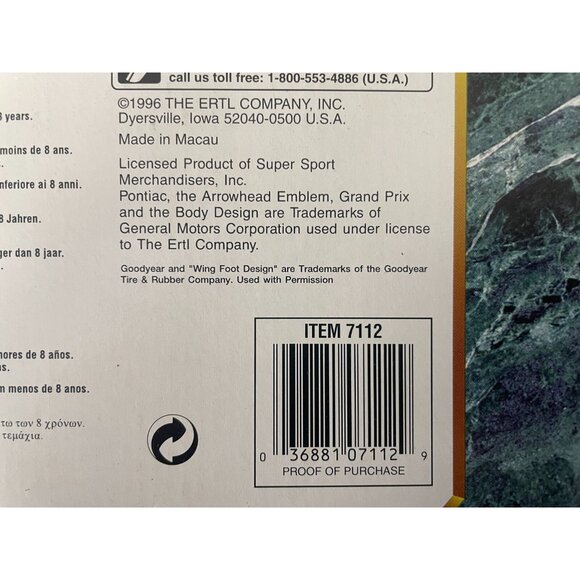 call us toll free: 1-800-553-4886 (U.S.A.)
©1996 THE ERTL COMPANY, INC.
Dyersville, Iowa 52040-0500 U.S.A.
Made in Macau
Licensed Product of Super Sport
Merchandisers, Inc.
Pontiac, the Arrowhead Emblem, Grand Prix
and the Body Design are Trademarks of
General Motors Corporation used under license
to The Ertl Company.
Goodyear and "Wing Foot Design" are Trademarks of the Goodyear
Tire & Rubber Company. Used with Permission
8 years.
moins de 8 ans.
nferiore ai 8 anni.
8 Jahren.
ger dan 8 jaar.
nores de 8 años.
as.
m menos de 8 anos.
τω των 8 χρόνων.
τεμάχια.
ITEM 7112
0 36881 07112 9
PROOF OF PURCHASE